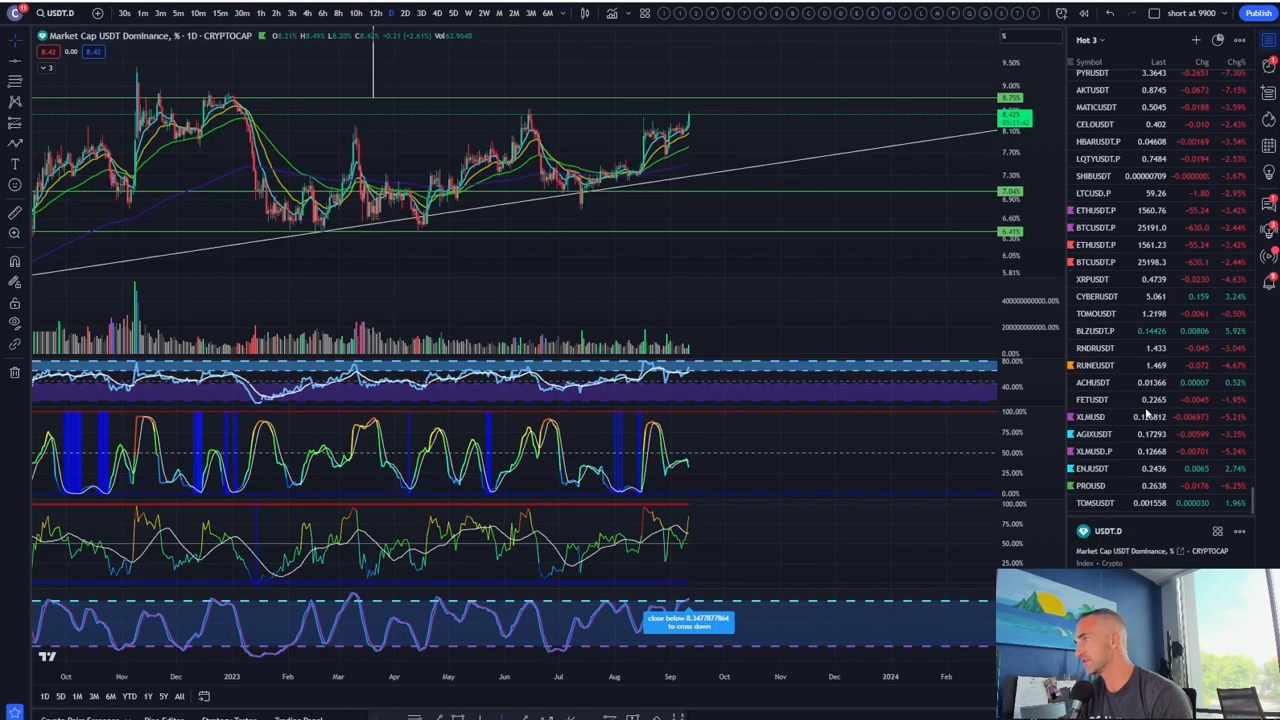 USDT.D 30s 1m 3m 5m 10m 15m 30m 1h 2h 3h 4h 6h 8h 10h 12h D 2D 3D 4D 5D W 2W M 2M 3M 6M short at 9900 Publish
Market Cap USDT Dominance, % · 1D · CRYPTOCAP O8.21% H8.49% L8.20% C8.42% +0.21 (+2.61%) Vol63.964B
8.42 0.00 8.42
3
%
9.50%
9.00%
8.75%
8.42%
05:21:42
8.10%
7.70%
7.30%
7.04%
6.90%
6.60%
6.41%
6.30%
6.05%
5.81%
400000000000.00%
200000000000.00%
0.00%
80.00%
40.00%
100.00%
75.00%
50.00%
25.00%
0.00%
100.00%
75.00%
50.00%
25.00%
close below 8.3477877864
to cross down
Oct Nov Dec 2023 Feb Mar Apr May Jun Jul Aug Sep Oct Nov 2024 Feb
1D 5D 1M 3M 6M YTD 1Y 5Y All
Hot 3
Symbol Last Chg Chg%
PYRUSDT 3.3643 -0.2651 -7.30%
AKTUSDT 0.8745 -0.0673 -7.15%
MATICUSDT 0.5045 -0.0188 -3.59%
CELOUSDT 0.402 -0.010 -2.43%
HBARUSDT.P 0.04608 -0.00169 -3.54%
LQTYUSDT.P 0.7484 -0.0194 -2.53%
SHIBUSDT 0.00000709 -3.67%
LTCUSD.P 59.26 -1.80 -2.95%
ETHUSDT.P 1560.76 -55.24 -3.42%
BTCUSDT.P 25191.0 -630.0 -2.44%
ETHUSDT.P 1561.23 -55.24 -3.42%
BTCUSDT.P 25198.3 -630.1 -2.44%
XRPUSDT 0.4739 -0.0230 -4.63%
CYBERUSDT 5.061 0.159 3.24%
TOMOUSDT 1.2198 -0.0061 -0.50%
BLZUSDT.P 0.14426 0.00806 5.92%
RNDRUSDT 1.433 -0.045 -3.04%
RUNEUSDT 1.469 -0.072 -4.67%
ACHUSDT 0.01366 0.00007 0.52%
FETUSDT 0.2265 -0.0045 -1.95%
XLMUSD -0.006973 -5.21%
AGIXUSDT 0.17293 -0.00599 -3.35%
XLMUSD.P 0.12668 -0.00701 -5.24%
ENJUSDT 0.2436 0.0065 2.74%
PROUSD 0.2638 -0.0176 -6.25%
TOMSUSDT 0.001558 0.000030 1.96%
USDT.D
Market Cap USDT Dominance, % · CRYPTOCAP
Index · Crypto